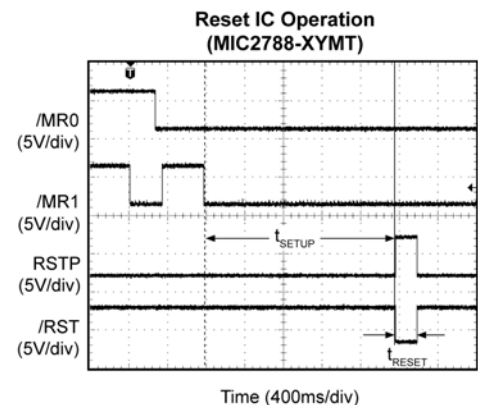 Reset IC Operation
(MIC2788-XYMT)
T
/MR0
(5V/div)
/MR1
(5V/div)
tSETUP
RSTP
(5V/div)
/RST
(5V/div)
tRESET
Time (400ms/div)